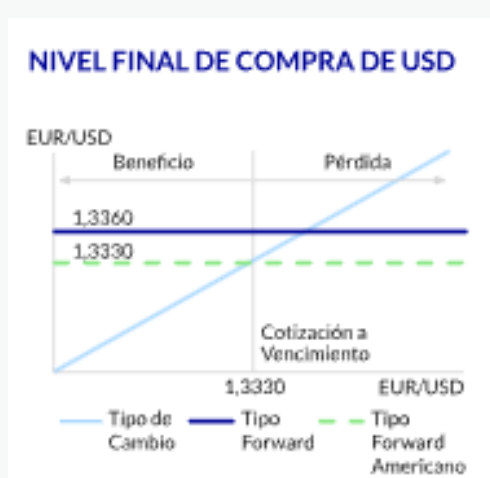 NIVEL FINAL DE COMPRA DE USD
EUR/USD
Beneficio Pérdida
1,3360
1,3330
Cotización a
Vencimiento
1,3330 EUR/USD
Tipo de Tipo Tipo
Cambio Forward Forward
Americano